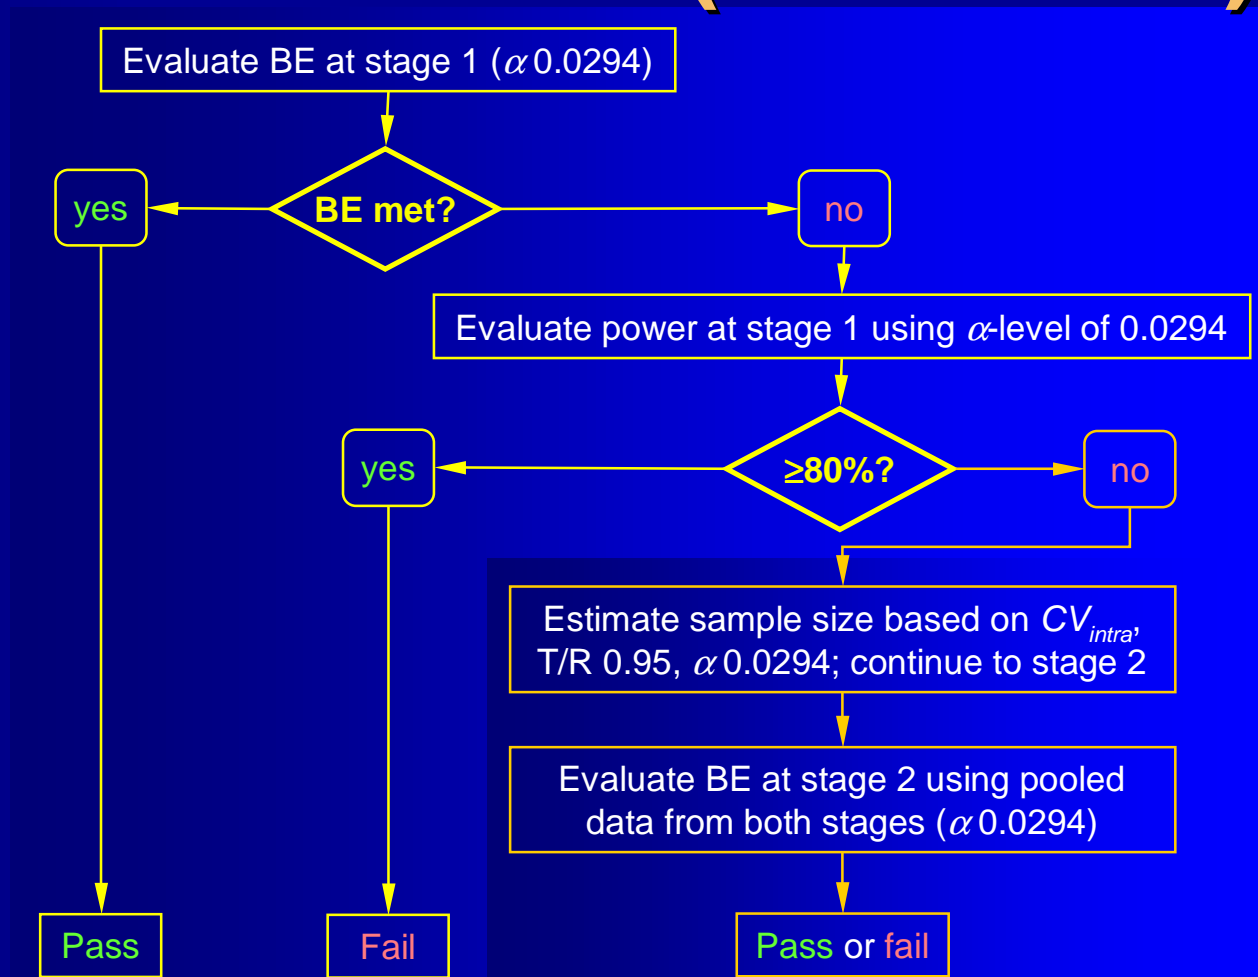 Evaluate BE at stage 1 (α 0.0294)
yes
BE met?
no
Evaluate power at stage 1 using α-level of 0.0294
yes
≥80%?
no
Estimate sample size based on CVintra,
T/R 0.95, α 0.0294; continue to stage 2
Evaluate BE at stage 2 using pooled
data from both stages (α 0.0294)
Pass
Fail
Pass or fail